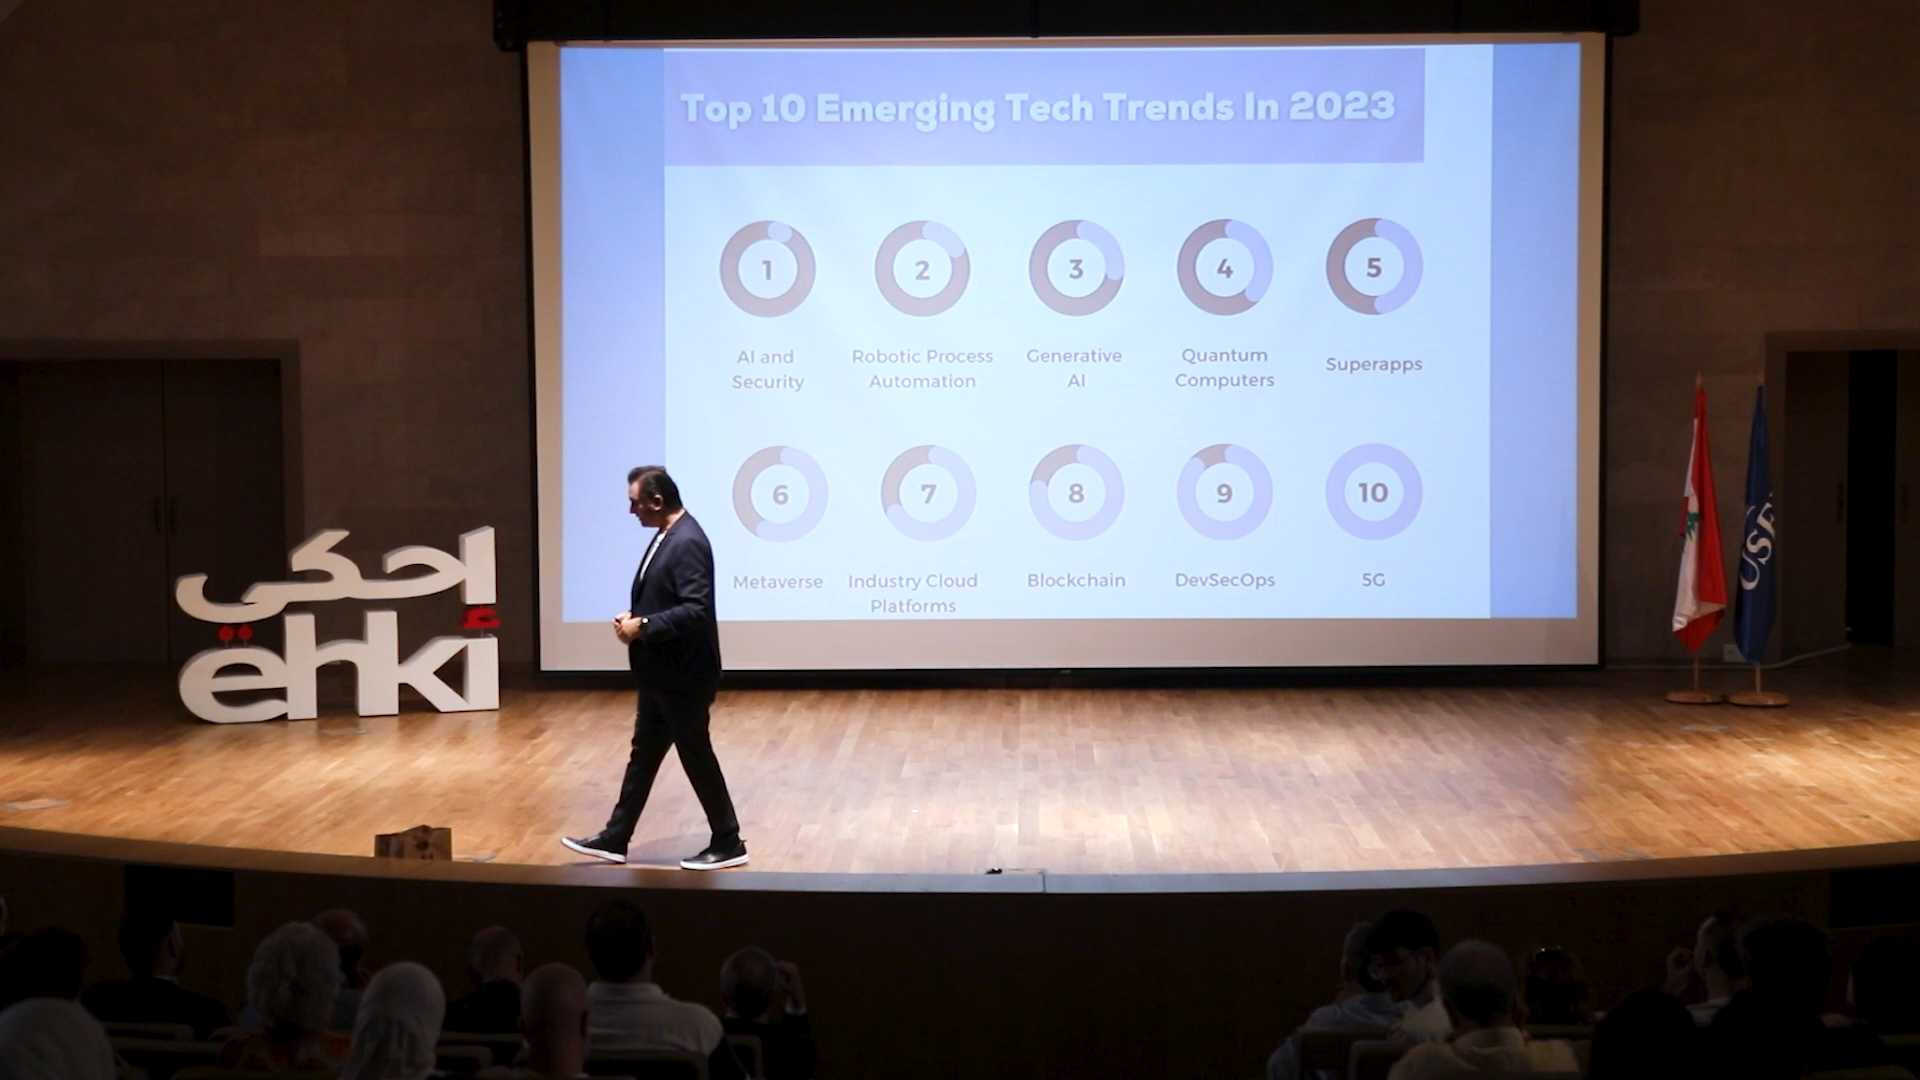 Top 10 Emerging Tech Trends In 2023
1
2
3
4
5
AI and
Security
Robotic Process
Automation
Generative
AI
Quantum
Computers
Superapps
6
7
8
9
10
Metaverse
Industry Cloud
Platforms
Blockchain
DevSecOps
5G
احكي
ëhki